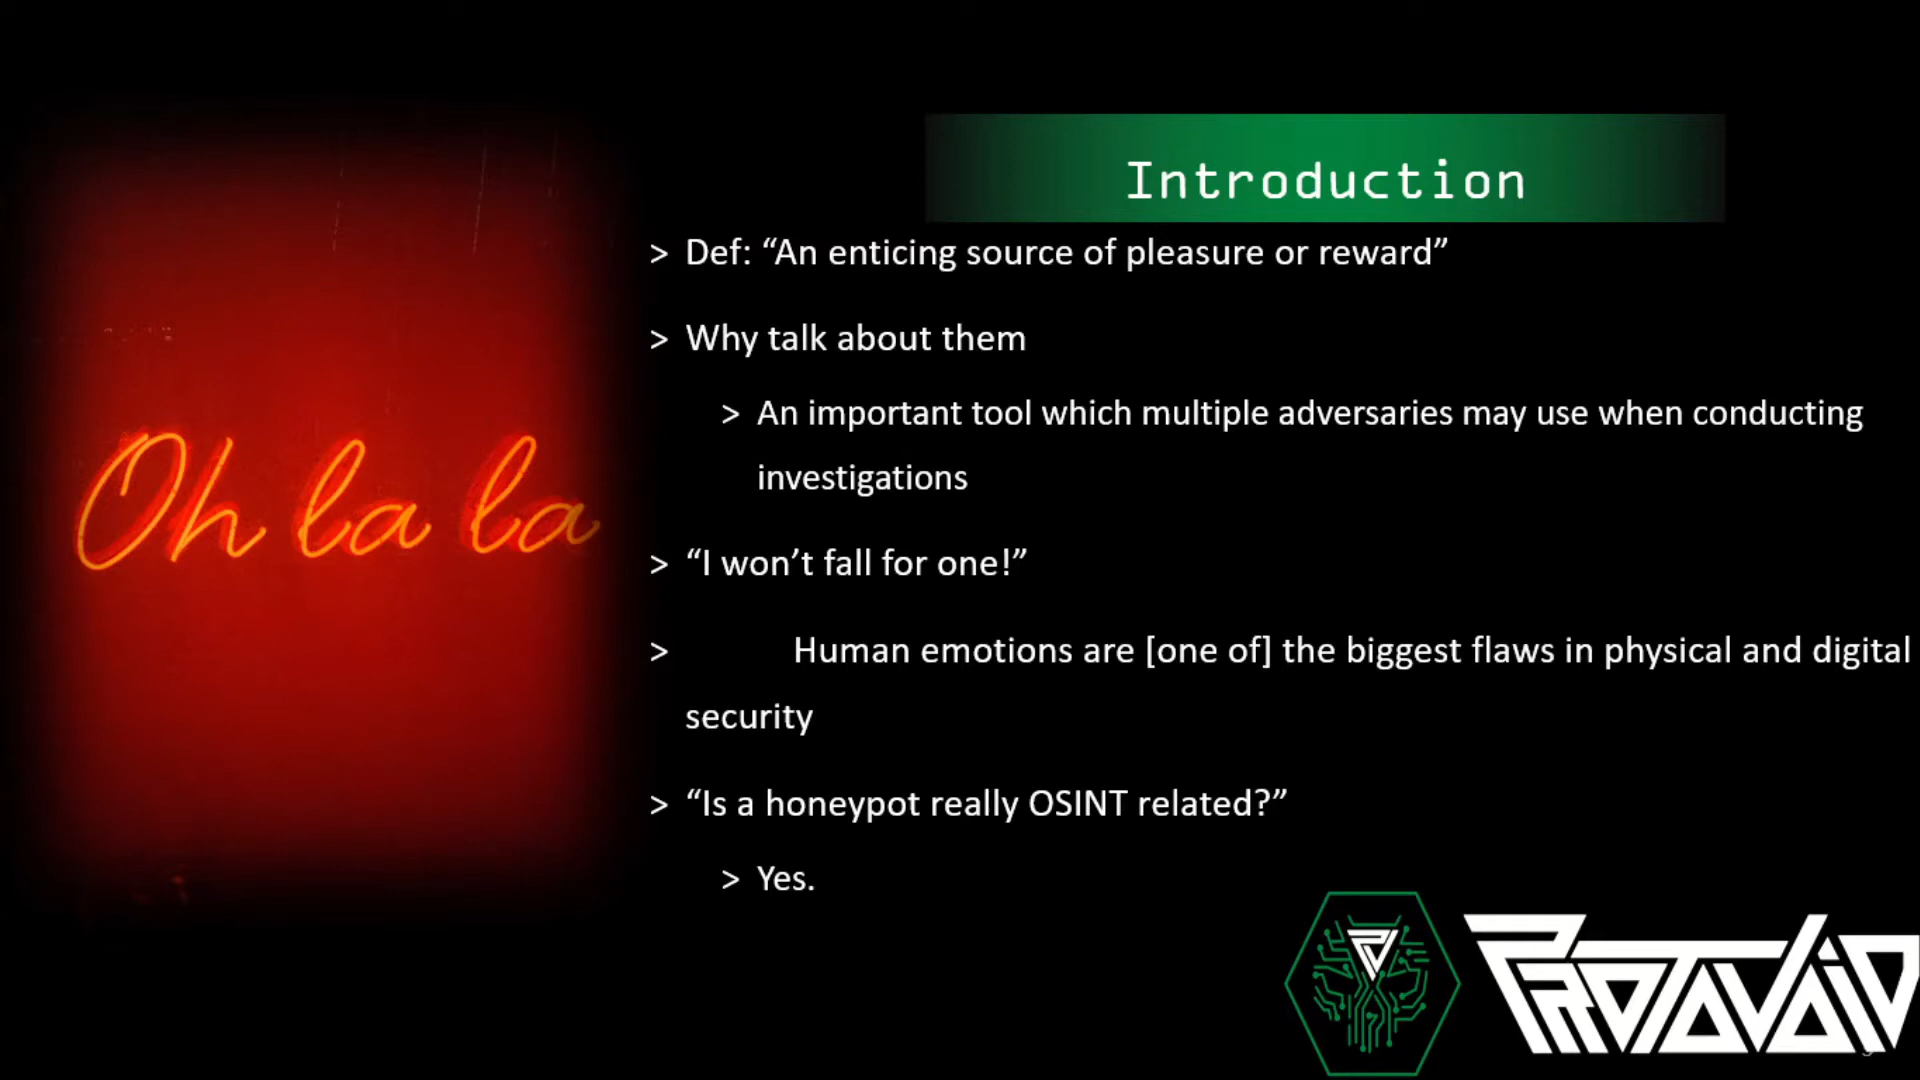 Introduction
> Def: “An enticing source of pleasure or reward”
> Why talk about them
> An important tool which multiple adversaries may use when conducting
investigations
> “I won’t fall for one!”
> Human emotions are [one of] the biggest flaws in physical and digital
security
> “Is a honeypot really OSINT related?”
> Yes.
Oh la la
PROTOVOID